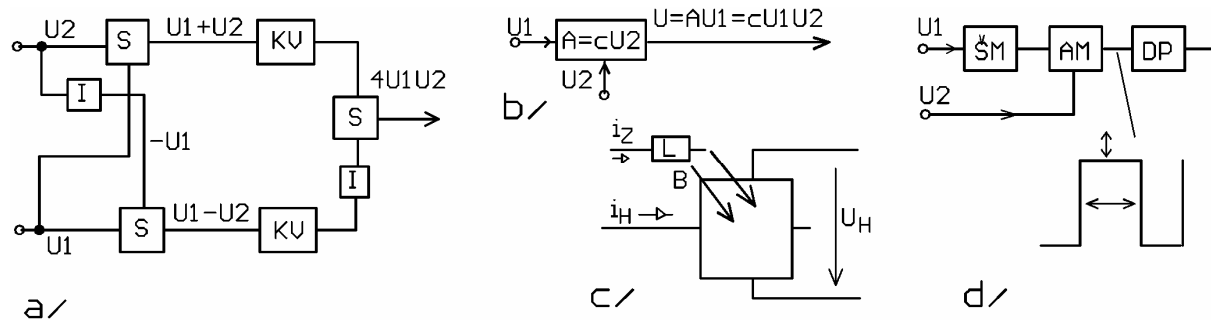 U2
S
U1+U2
KV
I
4U1U2
S
-U1
I
U1
S
U1-U2
KV
a/
U=AU1=cU1U2
U1
A=cU2
U2
b/
iZ
L
B
iH
UH
c/
U1
ŠM
AM
DP
U2
d/